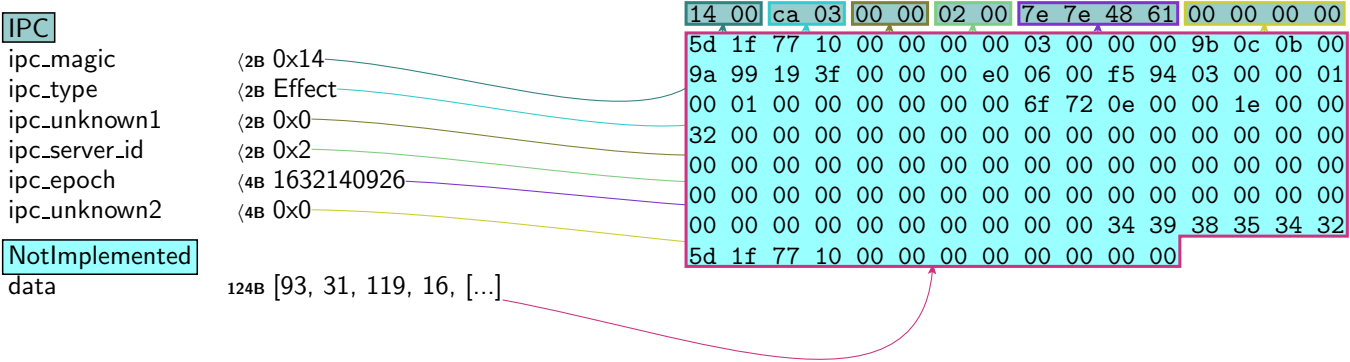 IPC
ipc_magic ⟨2B 0x14
ipc_type ⟨2B Effect
ipc_unknown1 ⟨2B 0x0
ipc_server_id ⟨2B 0x2
ipc_epoch ⟨4B 1632140926
ipc_unknown2 ⟨4B 0x0
NotImplemented
data 124B [93, 31, 119, 16, [...]
14 00 ca 03 00 00 02 00 7e 7e 48 61 00 00 00 00
5d 1f 77 10 00 00 00 00 03 00 00 00 9b 0c 0b 00
9a 99 19 3f 00 00 00 e0 06 00 f5 94 03 00 00 01
00 01 00 00 00 00 00 00 6f 72 0e 00 00 1e 00 00
32 00 00 00 00 00 00 00 00 00 00 00 00 00 00 00
00 00 00 00 00 00 00 00 00 00 00 00 00 00 00 00
00 00 00 00 00 00 00 00 00 00 00 00 00 00 00 00
00 00 00 00 00 00 00 00 00 00 34 39 38 35 34 32
5d 1f 77 10 00 00 00 00 00 00 00 00